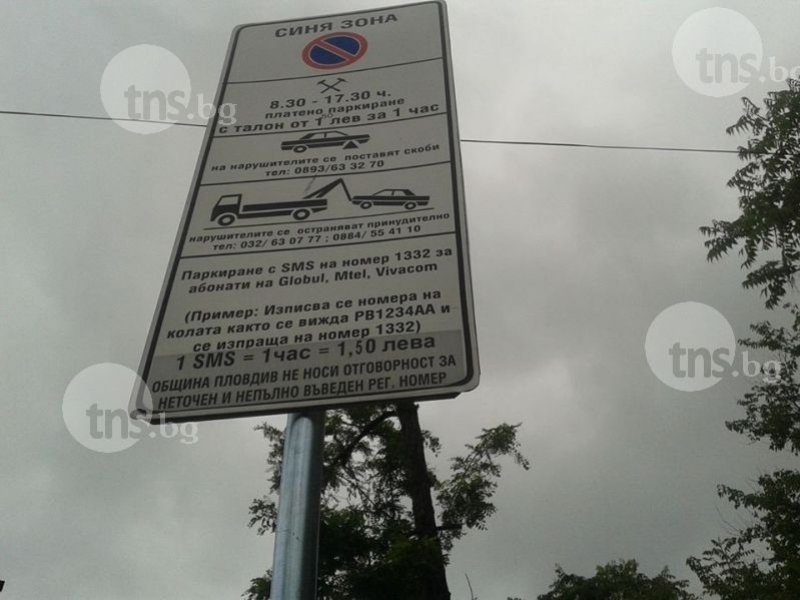 СИНЯ ЗОНА
8.30 - 17.30 ч.
платено паркиране
с талон от 1 лев за 1 час
50
на нарушителите се поставят скоби
тел: 0893/63 32 70
нарушителите се остраняват принудително
тел: 032/ 63 07 77 ; 0884/ 55 41 10
Паркиране с SMS на номер 1332 за
абонати на Globul, Mtel, Vivacom
(Пример: Изписва се номера на
колата както се вижда РВ1234АА и
се изпраща на номер 1332)
1 SMS = 1час = 1,50 лева
ОБЩИНА ПЛОВДИВ НЕ НОСИ ОТГОВОРНОСТ ЗА
НЕТОЧЕН И НЕПЪЛНО ВЪВЕДЕН РЕГ. НОМЕР
tns.bg
tns.bg
tns.bg
tns.bg